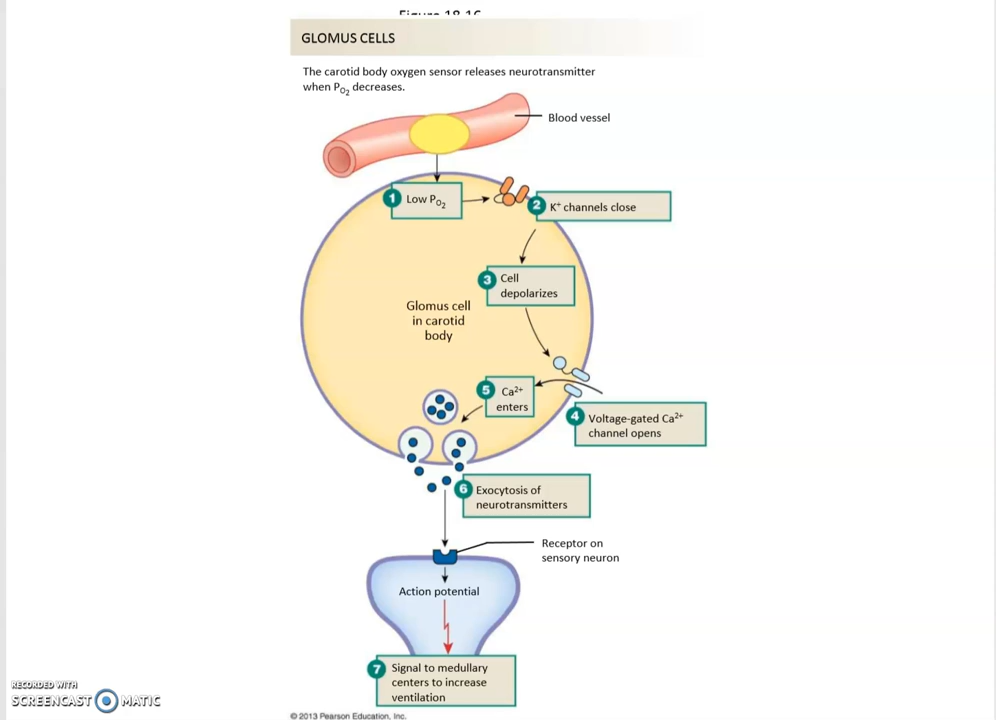 Figure 18.16
GLOMUS CELLS
The carotid body oxygen sensor releases neurotransmitter
when PO2 decreases.
Blood vessel
1 Low PO2
2 K+ channels close
3 Cell
depolarizes
Glomus cell
in carotid
body
5 Ca2+
enters
4 Voltage-gated Ca2+
channel opens
6 Exocytosis of
neurotransmitters
Receptor on
sensory neuron
Action potential
7 Signal to medullary
centers to increase
ventilation
RECORDED WITH
SCREENCAST MATIC
© 2013 Pearson Education, Inc.